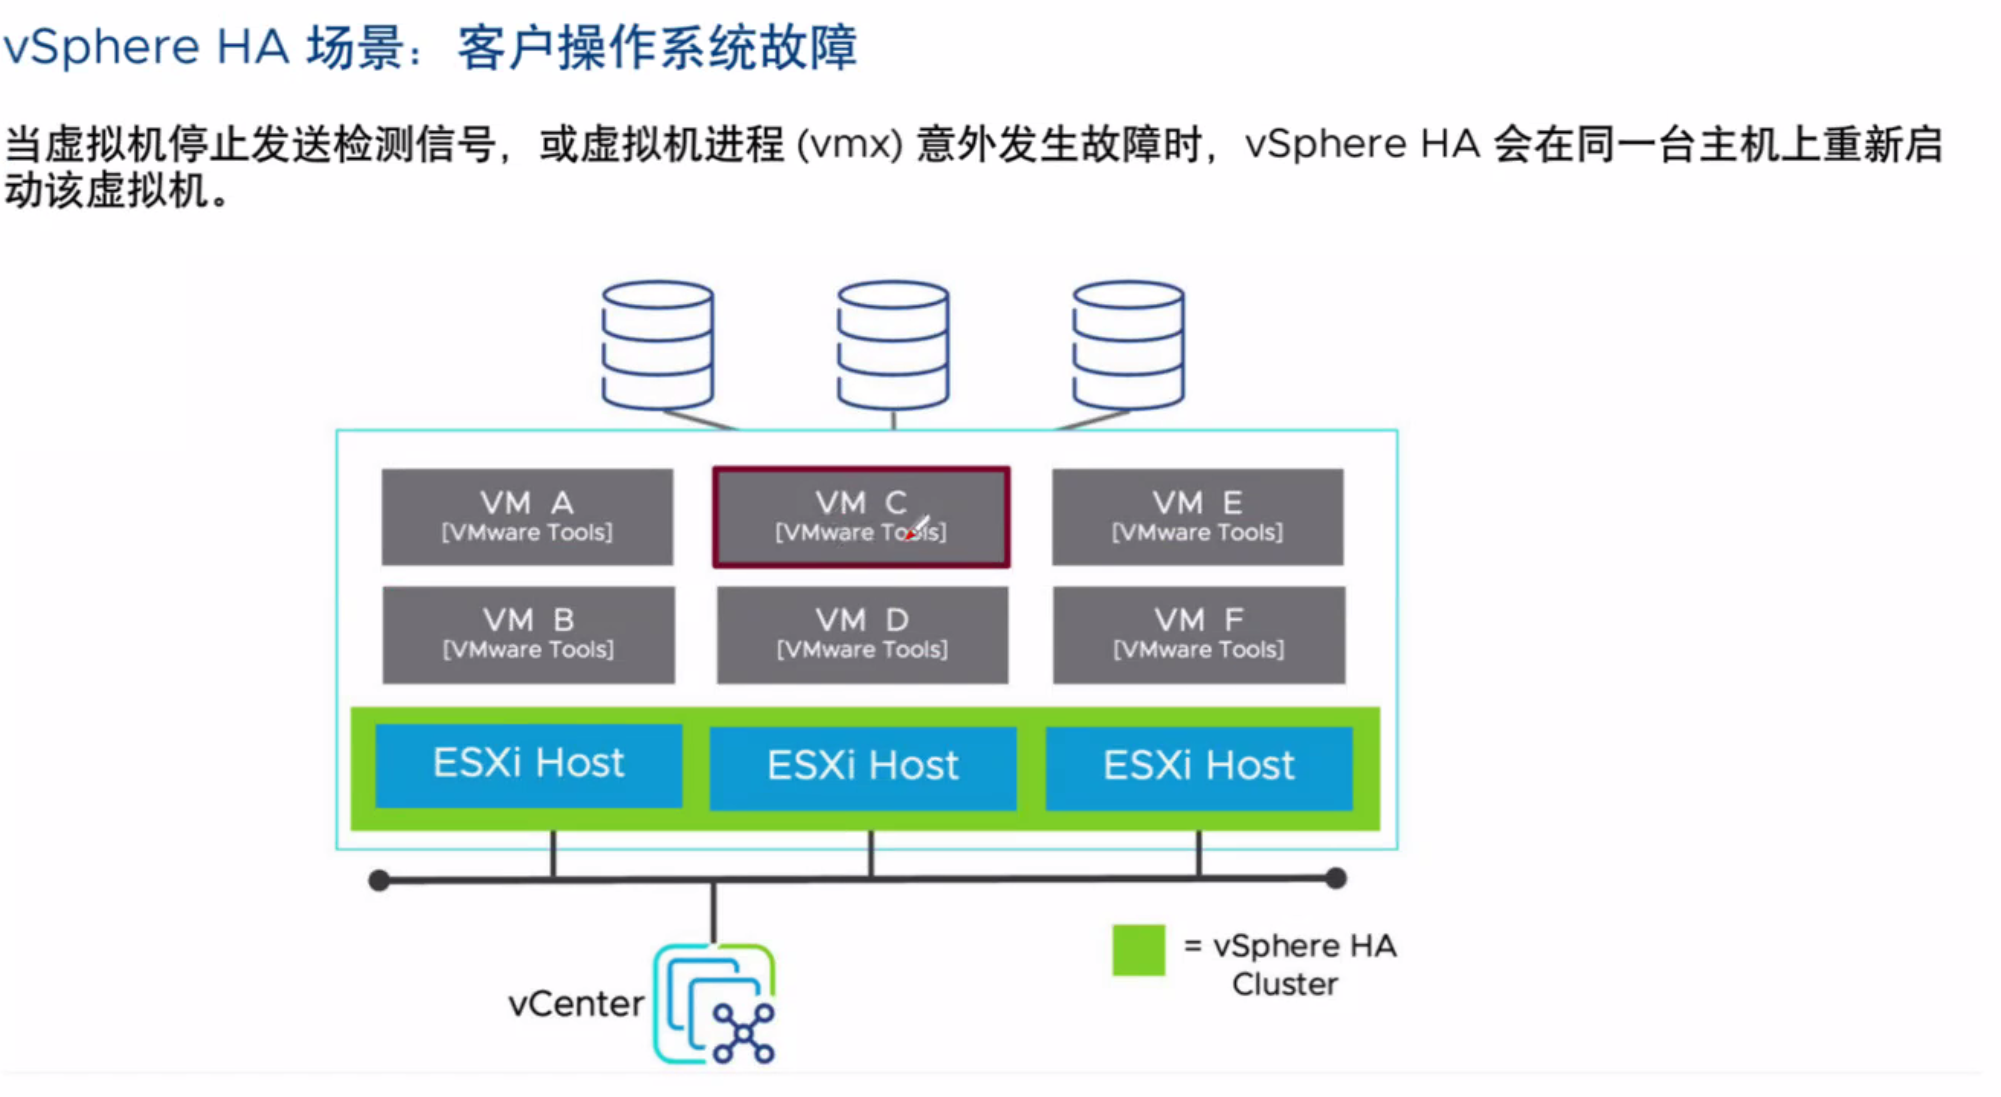 vSphere HA 场景：客户操作系统故障
当虚拟机停止发送检测信号，或虚拟机进程 (vmx) 意外发生故障时，vSphere HA 会在同一台主机上重新启
动该虚拟机。
VM A
[VMware Tools]
VM C
[VMware Tools]
VM E
[VMware Tools]
VM B
[VMware Tools]
VM D
[VMware Tools]
VM F
[VMware Tools]
ESXi Host
ESXi Host
ESXi Host
vCenter
= vSphere HA
Cluster